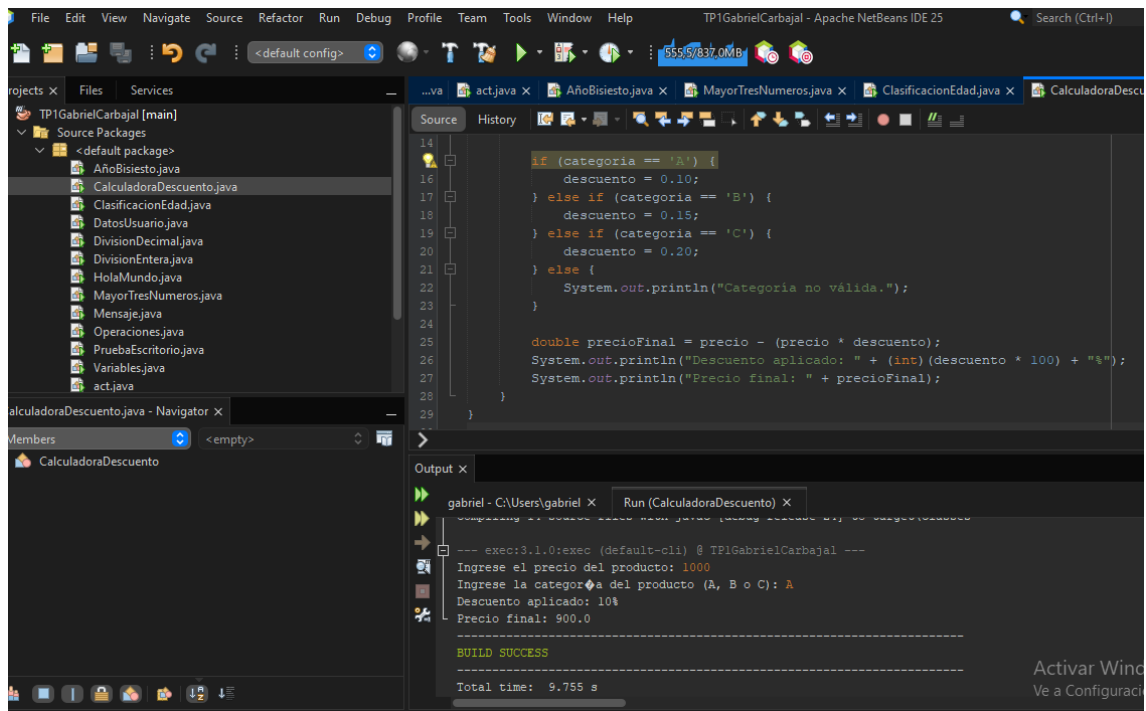 File Edit View Navigate Source Refactor Run Debug Profile Team Tools Window Help TP1GabrielCarbajal - Apache NetBeans IDE 25 Search (Ctrl+I)
<default config> 555,5/837,0MB
rojects × Files Services
TP1GabrielCarbajal [main]
Source Packages
<default package>
AñoBisiesto.java
CalculadoraDescuento.java
ClasificacionEdad.java
DatosUsuario.java
DivisionDecimal.java
DivisionEntera.java
HolaMundo.java
MayorTresNumeros.java
Mensaje.java
Operaciones.java
PruebaEscritorio.java
Variables.java
act.java
alculadoraDescuento.java - Navigator ×
Members <empty>
CalculadoraDescuento
...va act.java × AñoBisiesto.java × MayorTresNumeros.java × ClasificacionEdad.java × CalculadoraDescu
Source History
14
if (categoria == 'A') {
16 descuento = 0.10;
17 } else if (categoria == 'B') {
18 descuento = 0.15;
19 } else if (categoria == 'C') {
20 descuento = 0.20;
21 } else {
22 System.out.println("Categoría no válida.");
23 }
24
25 double precioFinal = precio - (precio * descuento);
26 System.out.println("Descuento aplicado: " + (int)(descuento * 100) + "%");
27 System.out.println("Precio final: " + precioFinal);
28 }
29 }
Output ×
gabriel - C:\Users\gabriel × Run (CalculadoraDescuento) ×
--- exec:3.1.0:exec (default-cli) @ TP1GabrielCarbajal ---
Ingrese el precio del producto: 1000
Ingrese la categor�a del producto (A, B o C): A
Descuento aplicado: 10%
Precio final: 900.0
------------------------------------------------------------------------
BUILD SUCCESS
------------------------------------------------------------------------
Total time: 9.755 s
Activar Wind
Ve a Configuraci